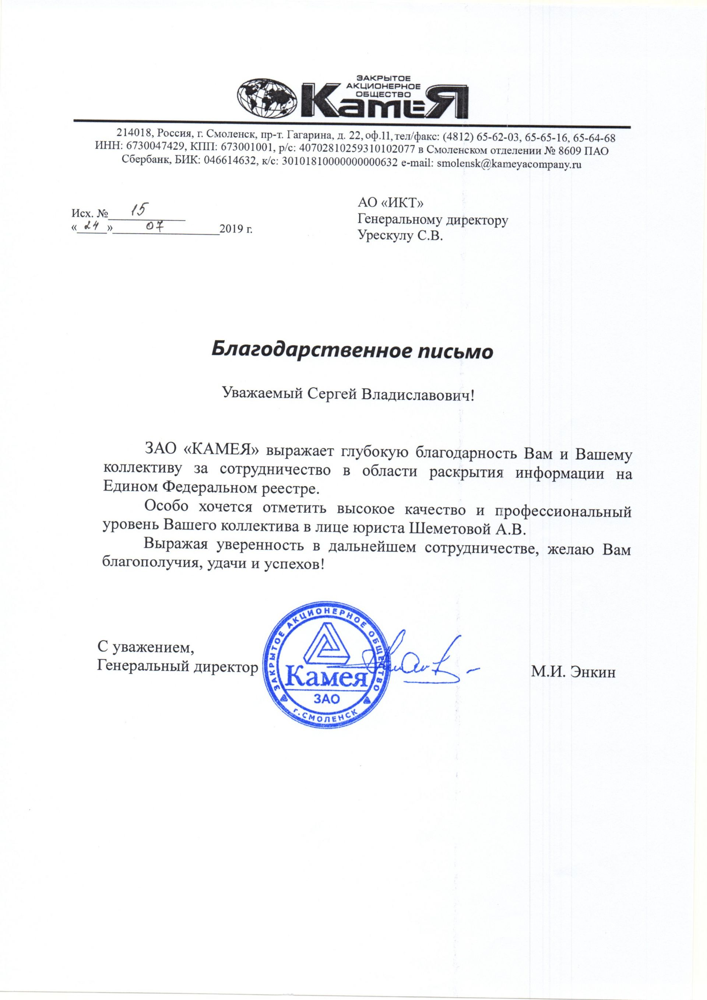 ЗАКРЫТОЕ
АКЦИОНЕРНОЕ
ОБЩЕСТВО
КамеЯ
214018, Россия, г. Смоленск, пр-т. Гагарина, д. 22, оф.11, тел/факс: (4812) 65-62-03, 65-65-16, 65-64-68
ИНН: 6730047429, КПП: 673001001, р/с: 40702810259310102077 в Смоленском отделении № 8609 ПАО
Сбербанк, БИК: 046614632, к/с: 30101810000000000632 e-mail: smolensk@kameyacompany.ru
Исх. № 15
«24» 07 2019 г.
АО «ИКТ»
Генеральному директору
Урескулу С.В.
Благодарственное письмо
Уважаемый Сергей Владиславович!
ЗАО «КАМЕЯ» выражает глубокую благодарность Вам и Вашему
коллективу за сотрудничество в области раскрытия информации на
Едином Федеральном реестре.
Особо хочется отметить высокое качество и профессиональный
уровень Вашего коллектива в лице юриста Шеметовой А.В.
Выражая уверенность в дальнейшем сотрудничестве, желаю Вам
благополучия, удачи и успехов!
С уважением,
Генеральный директор
М.И. Энкин
ЗАКРЫТОЕ АКЦИОНЕРНОЕ ОБЩЕСТВО
Камея
ЗАО
г.СМОЛЕНСК